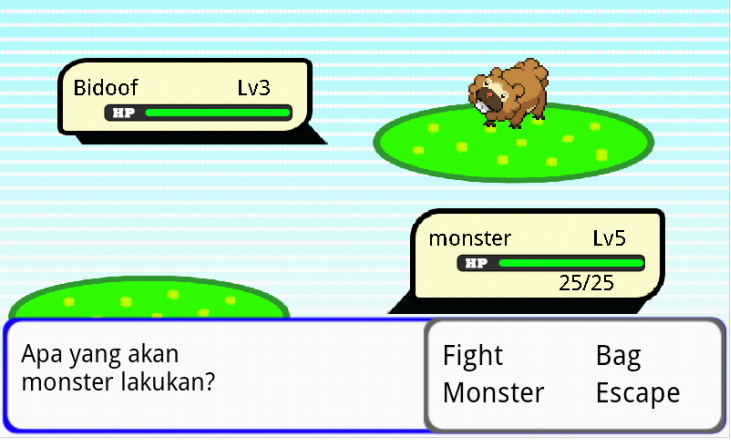 Bidoof Lv3
HP
monster Lv5
HP
25/25
Apa yang akan
monster lakukan?
Fight Bag
Monster Escape